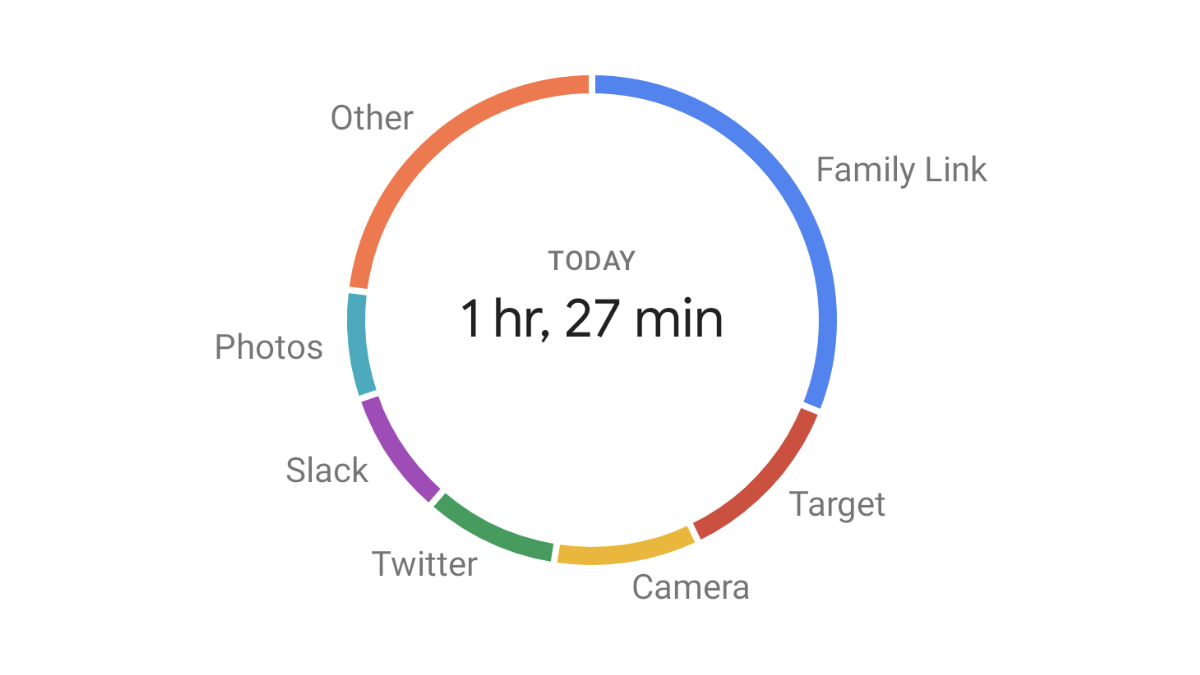 Other
Family Link
TODAY
1 hr, 27 min
Photos
Slack
Target
Twitter
Camera